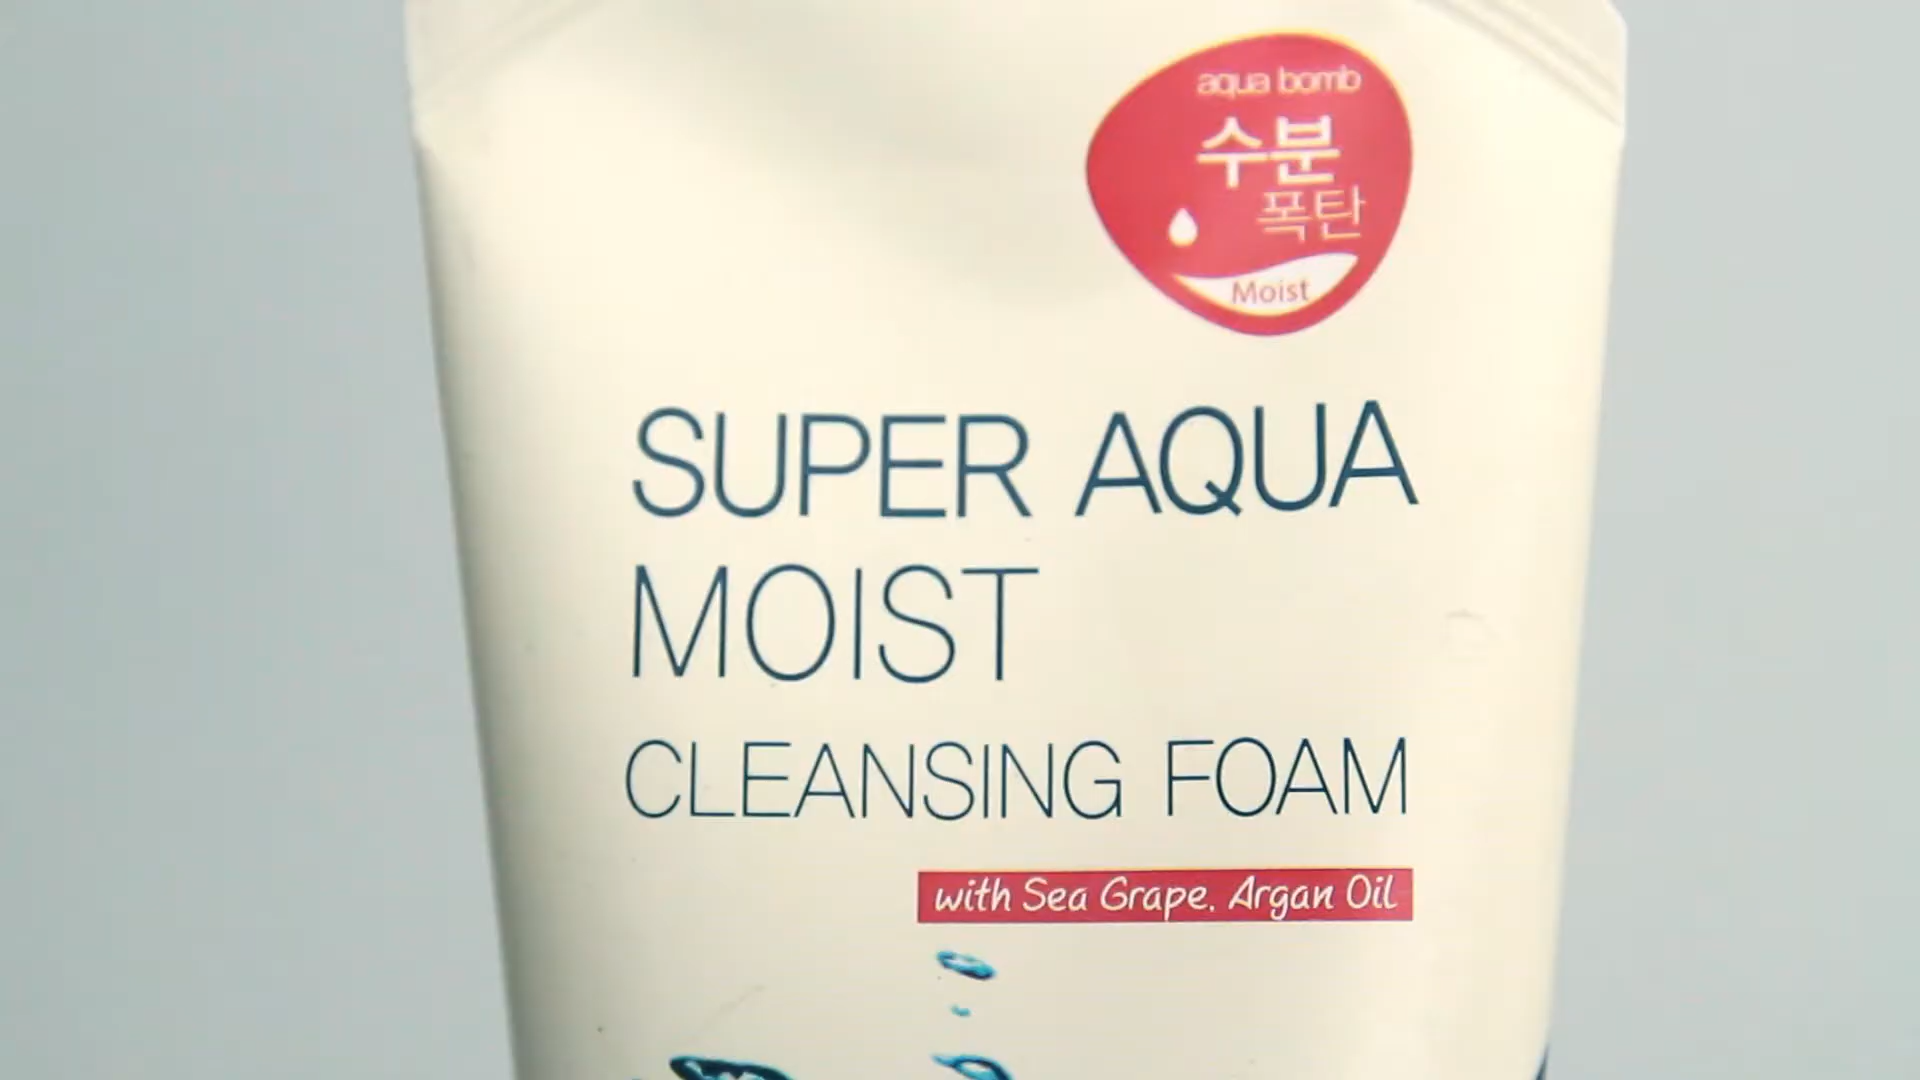 aqua bomb
수분
폭탄
Moist
SUPER AQUA
MOIST
CLEANSING FOAM
with Sea Grape. Argan Oil